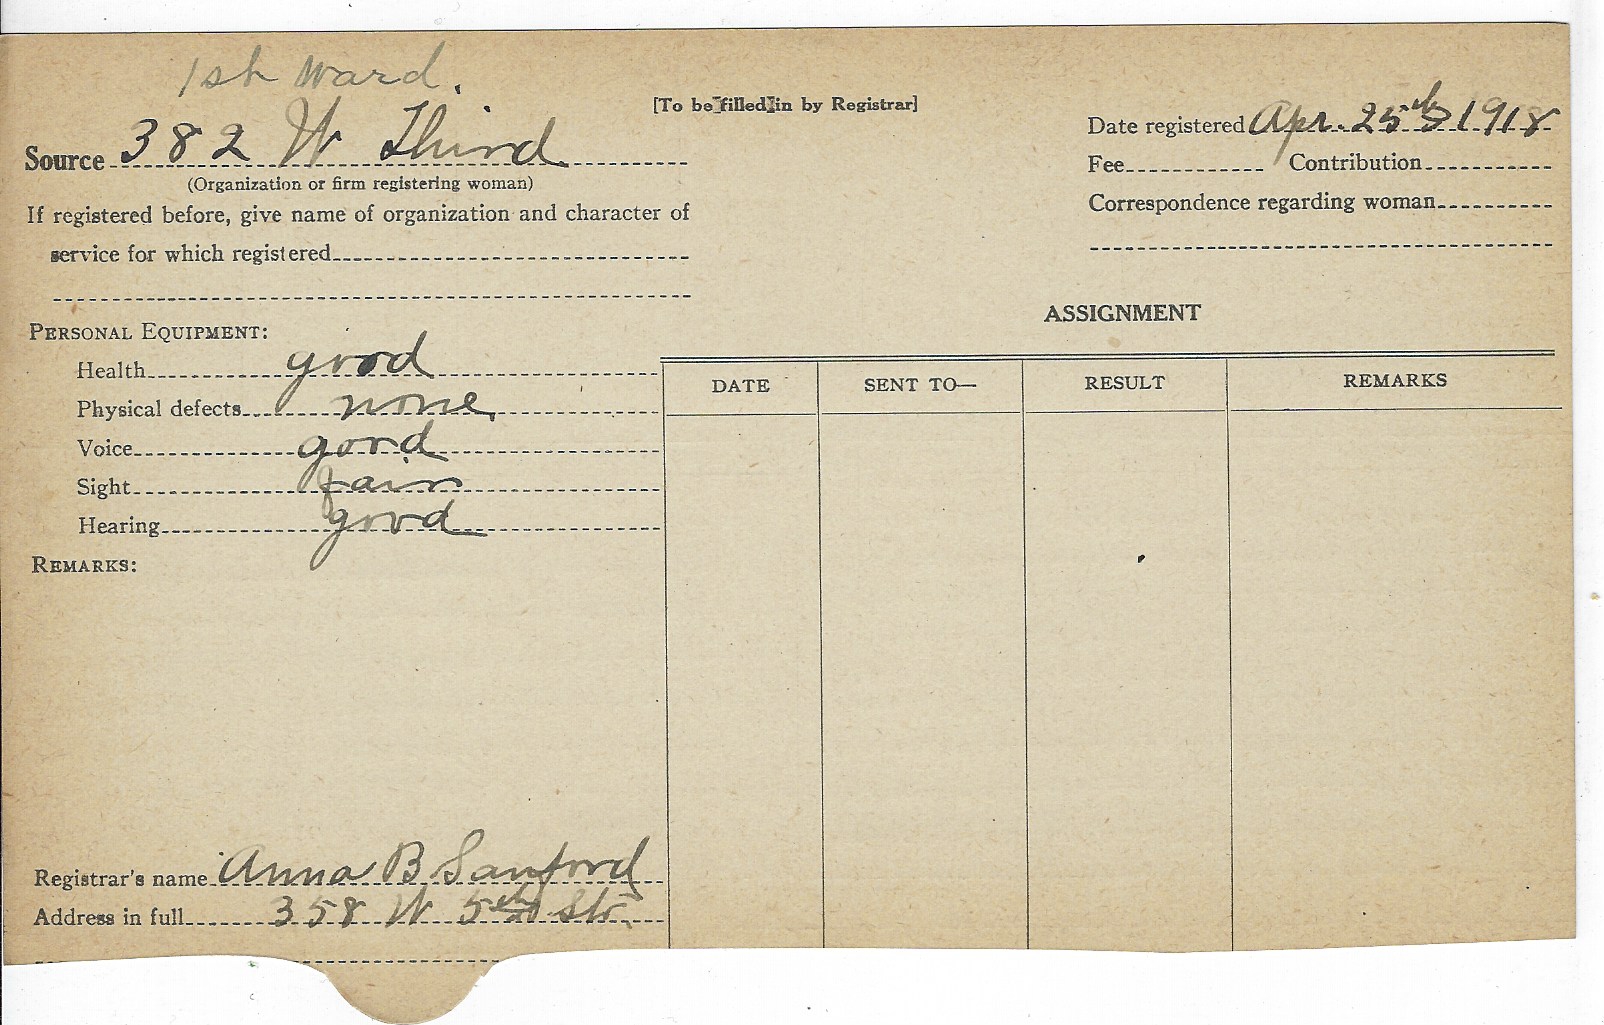 1st Ward.
[To be filled in by Registrar]
Source 382 W Third
(Organization or firm registering woman)
If registered before, give name of organization and character of
service for which registered
Date registered Apr. 25th 1918
Fee Contribution
Correspondence regarding woman
ASSIGNMENT
PERSONAL EQUIPMENT:
Health good
Physical defects none
Voice good
Sight fair
Hearing good
REMARKS:
DATE SENT TO— RESULT REMARKS
Registrar's name Anna B Sanford
Address in full 358 W 5th Str.